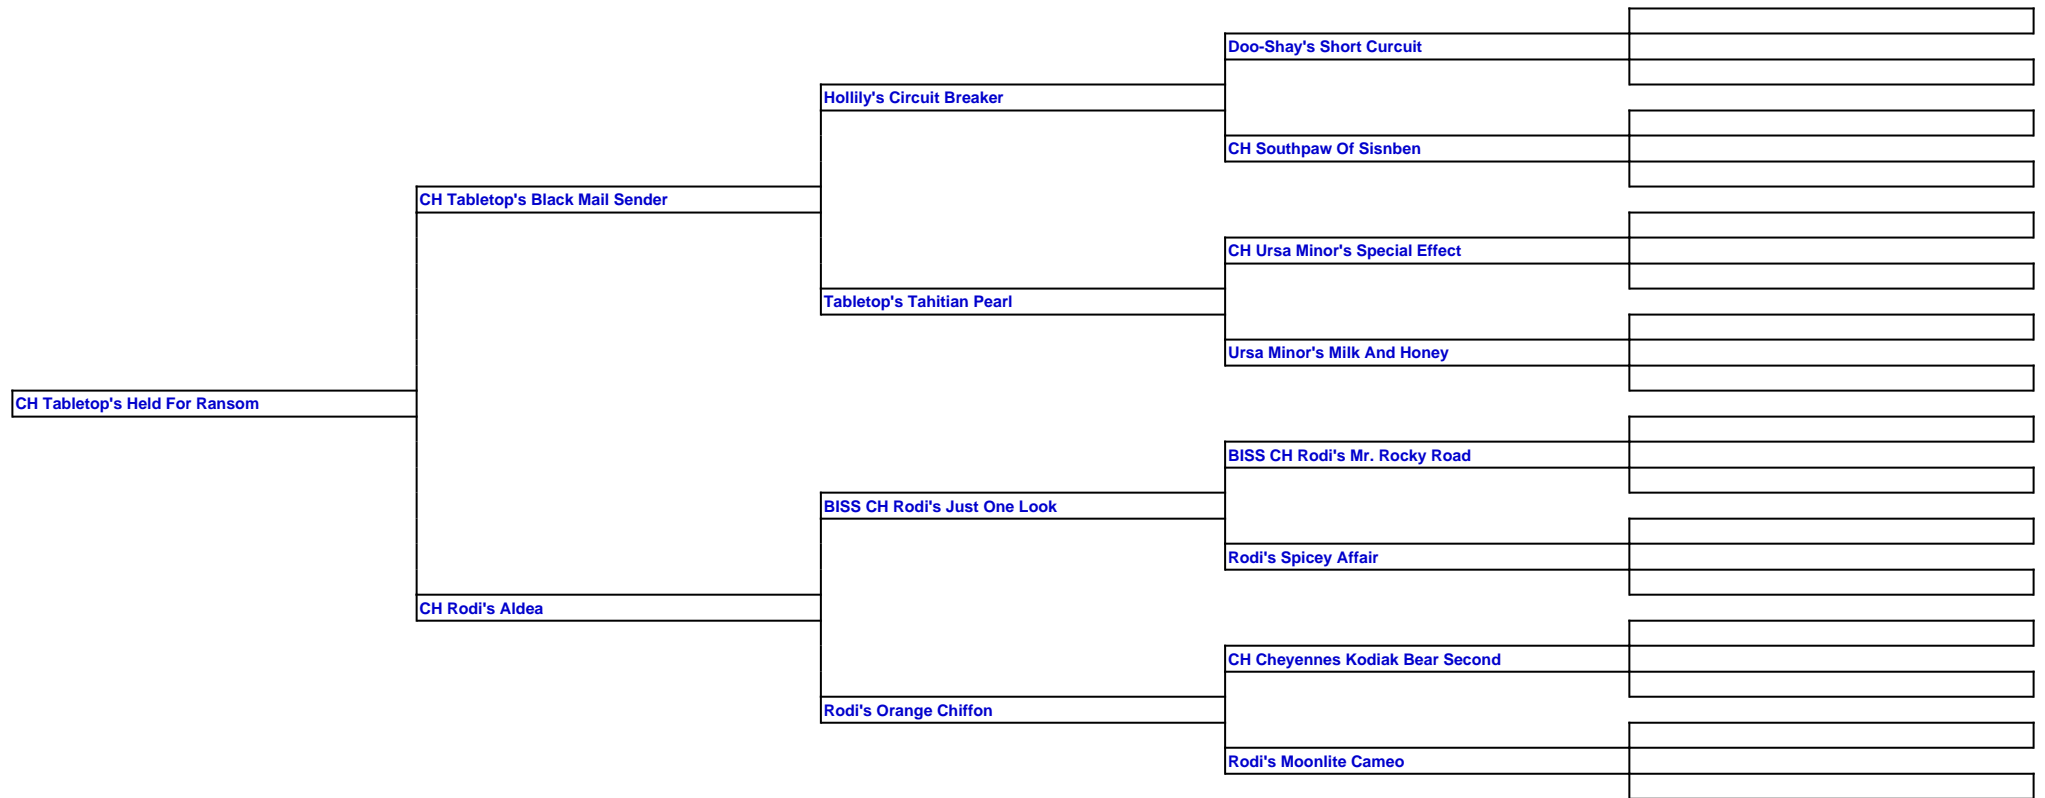 Doo-Shay's Short Curcuit
Hollily's Circuit Breaker
CH Southpaw Of Sisnben
CH Tabletop's Black Mail Sender
CH Ursa Minor's Special Effect
Tabletop's Tahitian Pearl
Ursa Minor's Milk And Honey
CH Tabletop's Held For Ransom
BISS CH Rodi's Mr. Rocky Road
BISS CH Rodi's Just One Look
Rodi's Spicey Affair
CH Rodi's Aldea
CH Cheyennes Kodiak Bear Second
Rodi's Orange Chiffon
Rodi's Moonlite Cameo